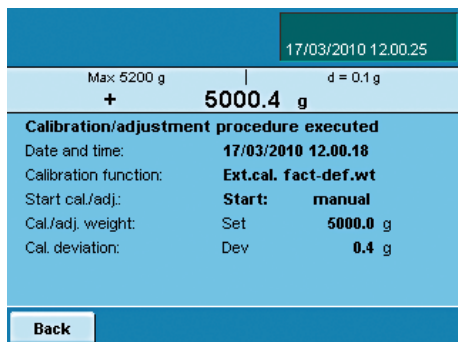 17/03/2010 12.00.25
Max 5200 g d = 0.1 g
+ 5000.4 g
Calibration/adjustment procedure executed
Date and time: 17/03/2010 12.00.18
Calibration function: Ext.cal. fact-def.wt
Start cal./adj.: Start: manual
Cal./adj. weight: Set 5000.0 g
Cal. deviation: Dev 0.4 g
Back